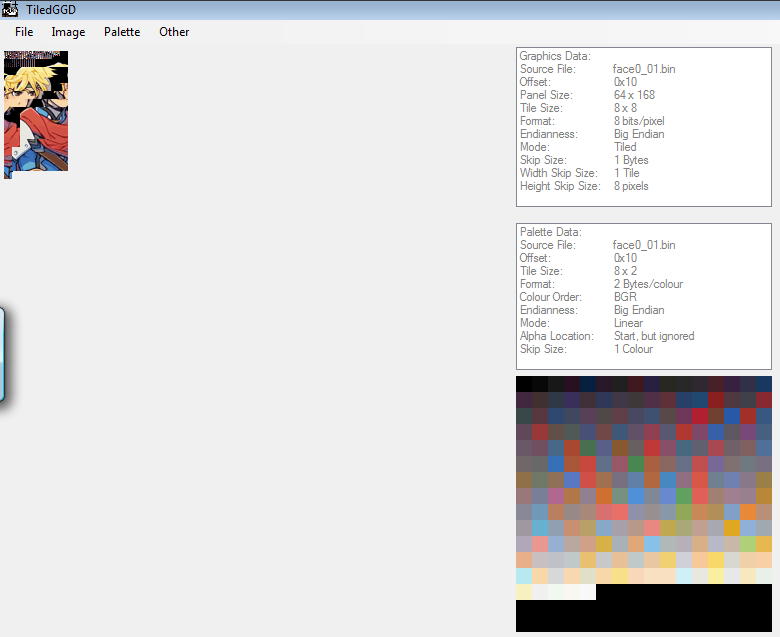 TiledGGD
File Image Palette Other
Graphics Data:
Source File: face0_01.bin
Offset: 0x10
Panel Size: 64 x 168
Tile Size: 8 x 8
Format: 8 bits/pixel
Endianness: Big Endian
Mode: Tiled
Skip Size: 1 Bytes
Width Skip Size: 1 Tile
Height Skip Size: 8 pixels
Palette Data:
Source File: face0_01.bin
Offset: 0x10
Tile Size: 8 x 2
Format: 2 Bytes/colour
Colour Order: BGR
Endianness: Big Endian
Mode: Linear
Alpha Location: Start, but ignored
Skip Size: 1 Colour